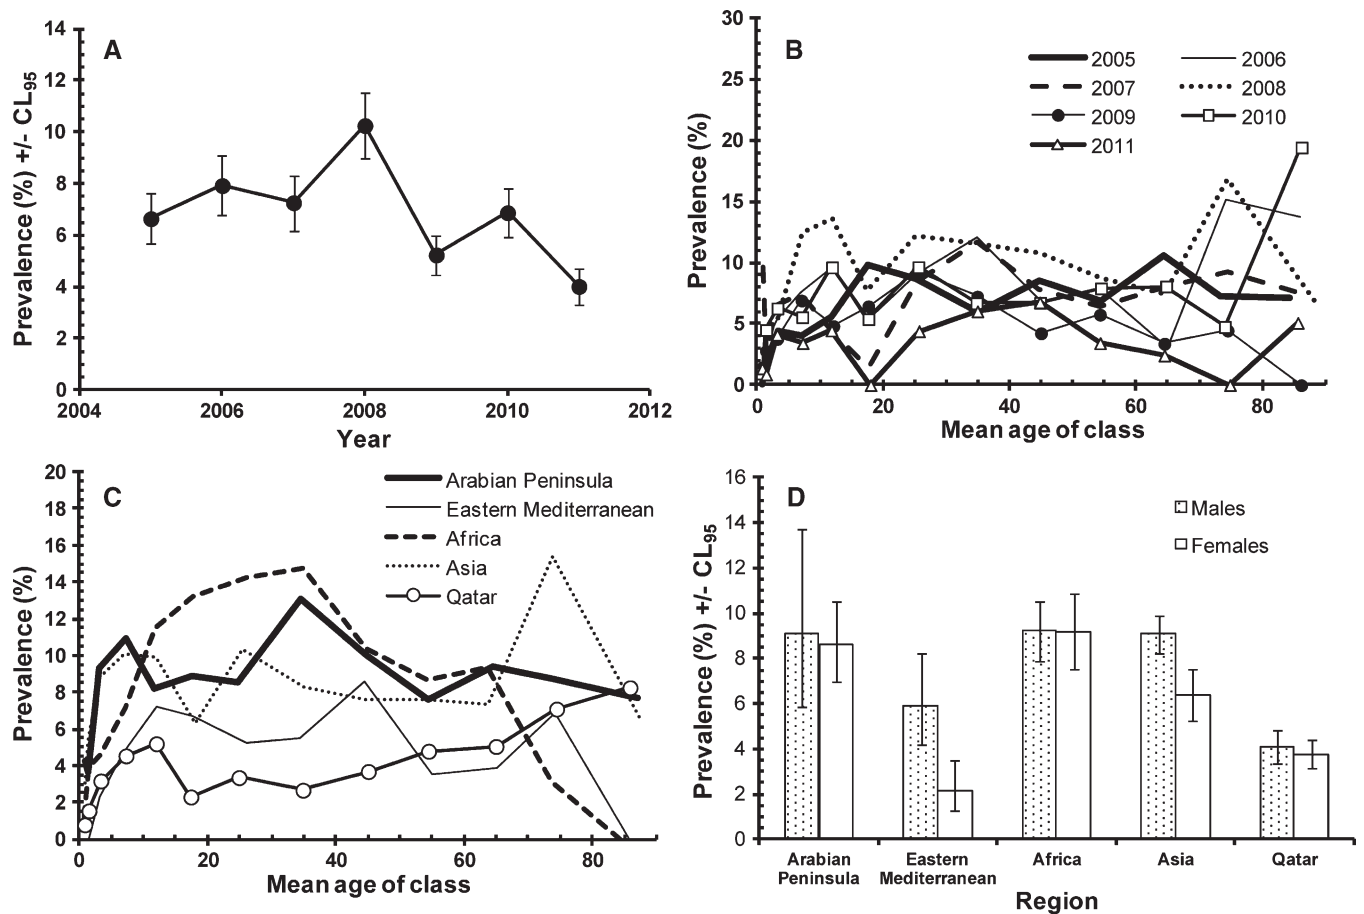 A
Prevalence (%) +/- CL95
14
12
10
8
6
4
2
0
2004 2006 2008 2010 2012
Year
B
Prevalence (%)
30
25
20
15
10
5
0
2005 2006
2007 2008
2009 2010
2011
0 20 40 60 80
Mean age of class
C
Prevalence (%)
20
18
16
14
12
10
8
6
4
2
0
Arabian Peninsula
Eastern Mediterranean
Africa
Asia
Qatar
0 20 40 60 80
Mean age of class
D
Prevalence (%) +/- CL95
16
14
12
10
8
6
4
2
0
Males
Females
Arabian
Peninsula
Eastern
Mediterranean
Africa
Asia
Qatar
Region